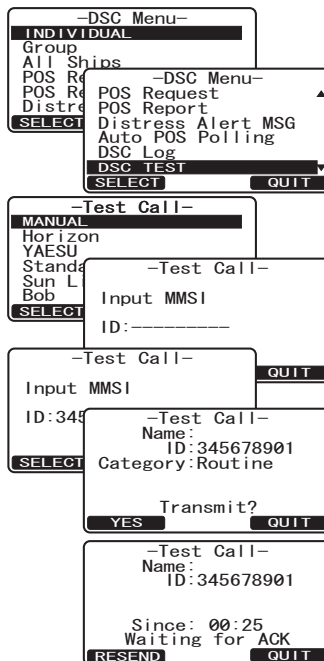 –DSC Menu–
INDIVIDUAL
Group
All Ships
POS Re
POS Re
Distre
SELECT
–DSC Menu–
POS Request
POS Report
Distress Alert MSG
Auto POS Polling
DSC Log
DSC TEST
SELECT QUIT
–Test Call–
MANUAL
Horizon
YAESU
Standa
Sun Li
Bob
SELECT
–Test Call–
Input MMSI
ID:–––––––––
QUIT
–Test Call–
Input MMSI
ID:345
SELECT
–Test Call–
Name:
ID:345678901
Category:Routine
Transmit?
YES QUIT
–Test Call–
Name:
ID:345678901
Since: 00:25
Waiting for ACK
RESEND QUIT